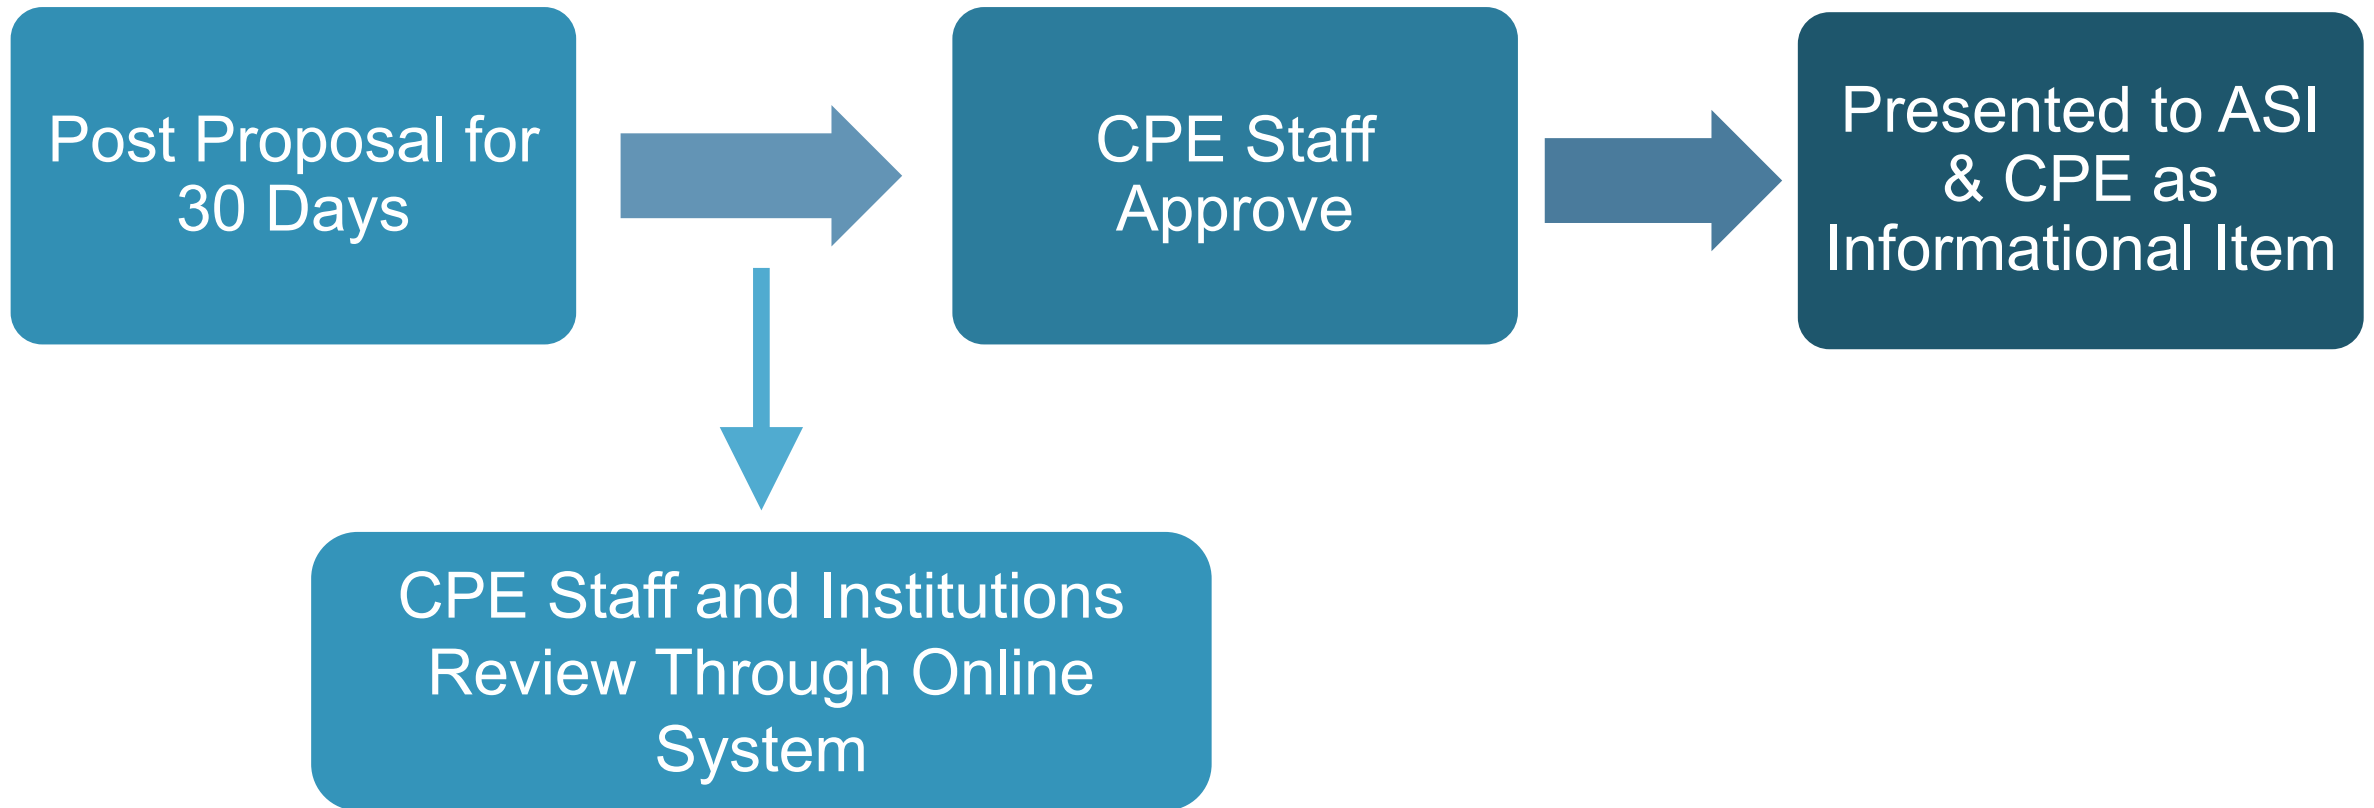 Post Proposal for
30 Days
CPE Staff
Approve
Presented to ASI
& CPE as
Informational Item
CPE Staff and Institutions
Review Through Online
System